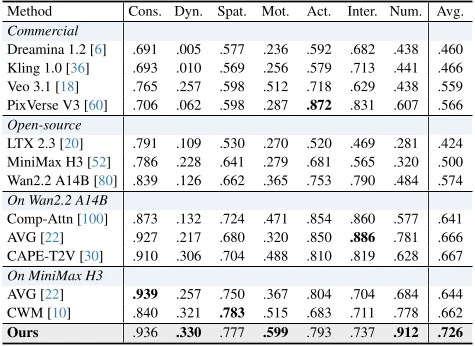 Method Cons. Dyn. Spat. Mot. Act. Inter. Num. Avg.
Commercial
Dreamina 1.2 [6] .691 .005 .577 .236 .592 .682 .438 .460
Kling 1.0 [36] .693 .010 .569 .256 .579 .713 .441 .466
Veo 3.1 [18] .765 .257 .598 .512 .718 .629 .438 .559
PixVerse V3 [60] .706 .062 .598 .287 .872 .831 .607 .566
Open-source
LTX 2.3 [20] .791 .109 .530 .270 .520 .469 .281 .424
MiniMax H3 [52] .786 .228 .641 .279 .681 .565 .320 .500
Wan2.2 A14B [80] .839 .126 .662 .365 .753 .790 .484 .574
On Wan2.2 A14B
Comp-Attn [100] .873 .132 .724 .471 .854 .860 .577 .641
AVG [22] .927 .217 .680 .320 .850 .886 .781 .666
CAPE-T2V [30] .910 .306 .704 .488 .810 .819 .628 .667
On MiniMax H3
AVG [22] .939 .257 .750 .367 .804 .704 .684 .644
CWM [10] .840 .321 .783 .515 .683 .711 .778 .662
Ours .936 .330 .777 .599 .793 .737 .912 .726